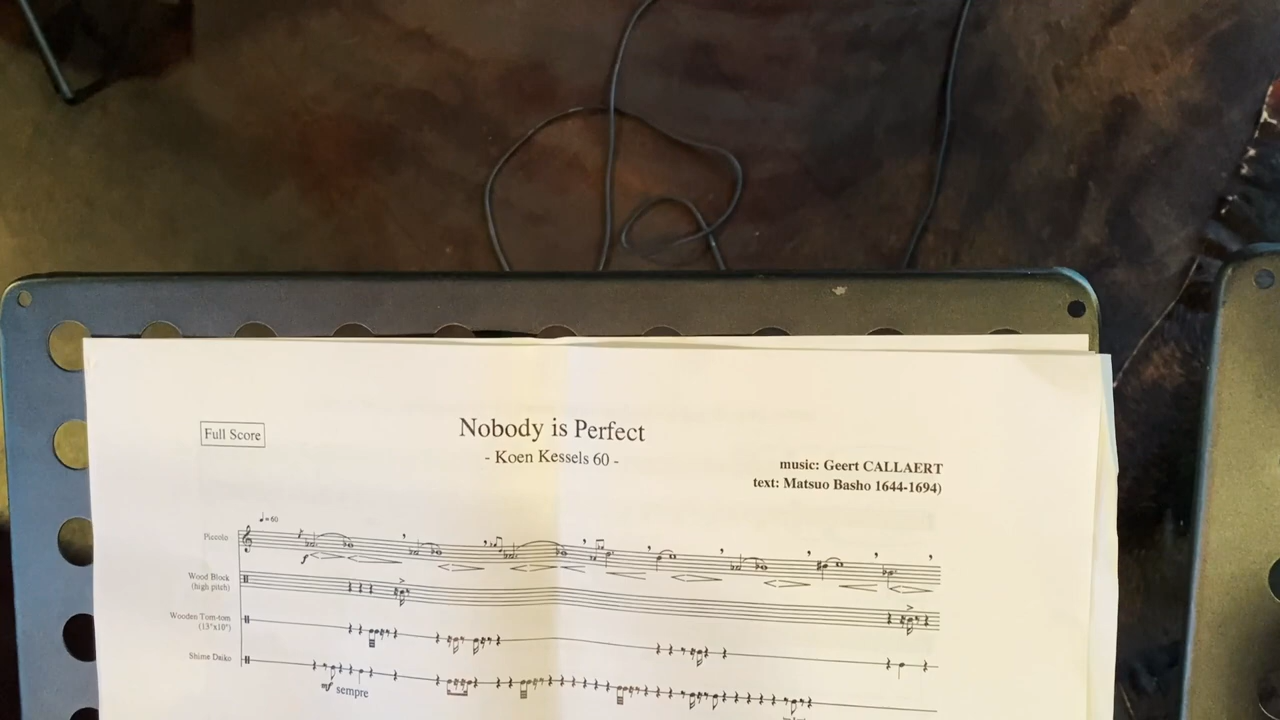 Full Score
Nobody is Perfect
- Koen Kessels 60 -
music: Geert CALLAERT
text: Matsuo Basho 1644-1694)
♩=60
Piccolo
f
Wood Block
(high pitch)
Wooden Tom-tom
(13"x10")
Shime Daiko
mf sempre